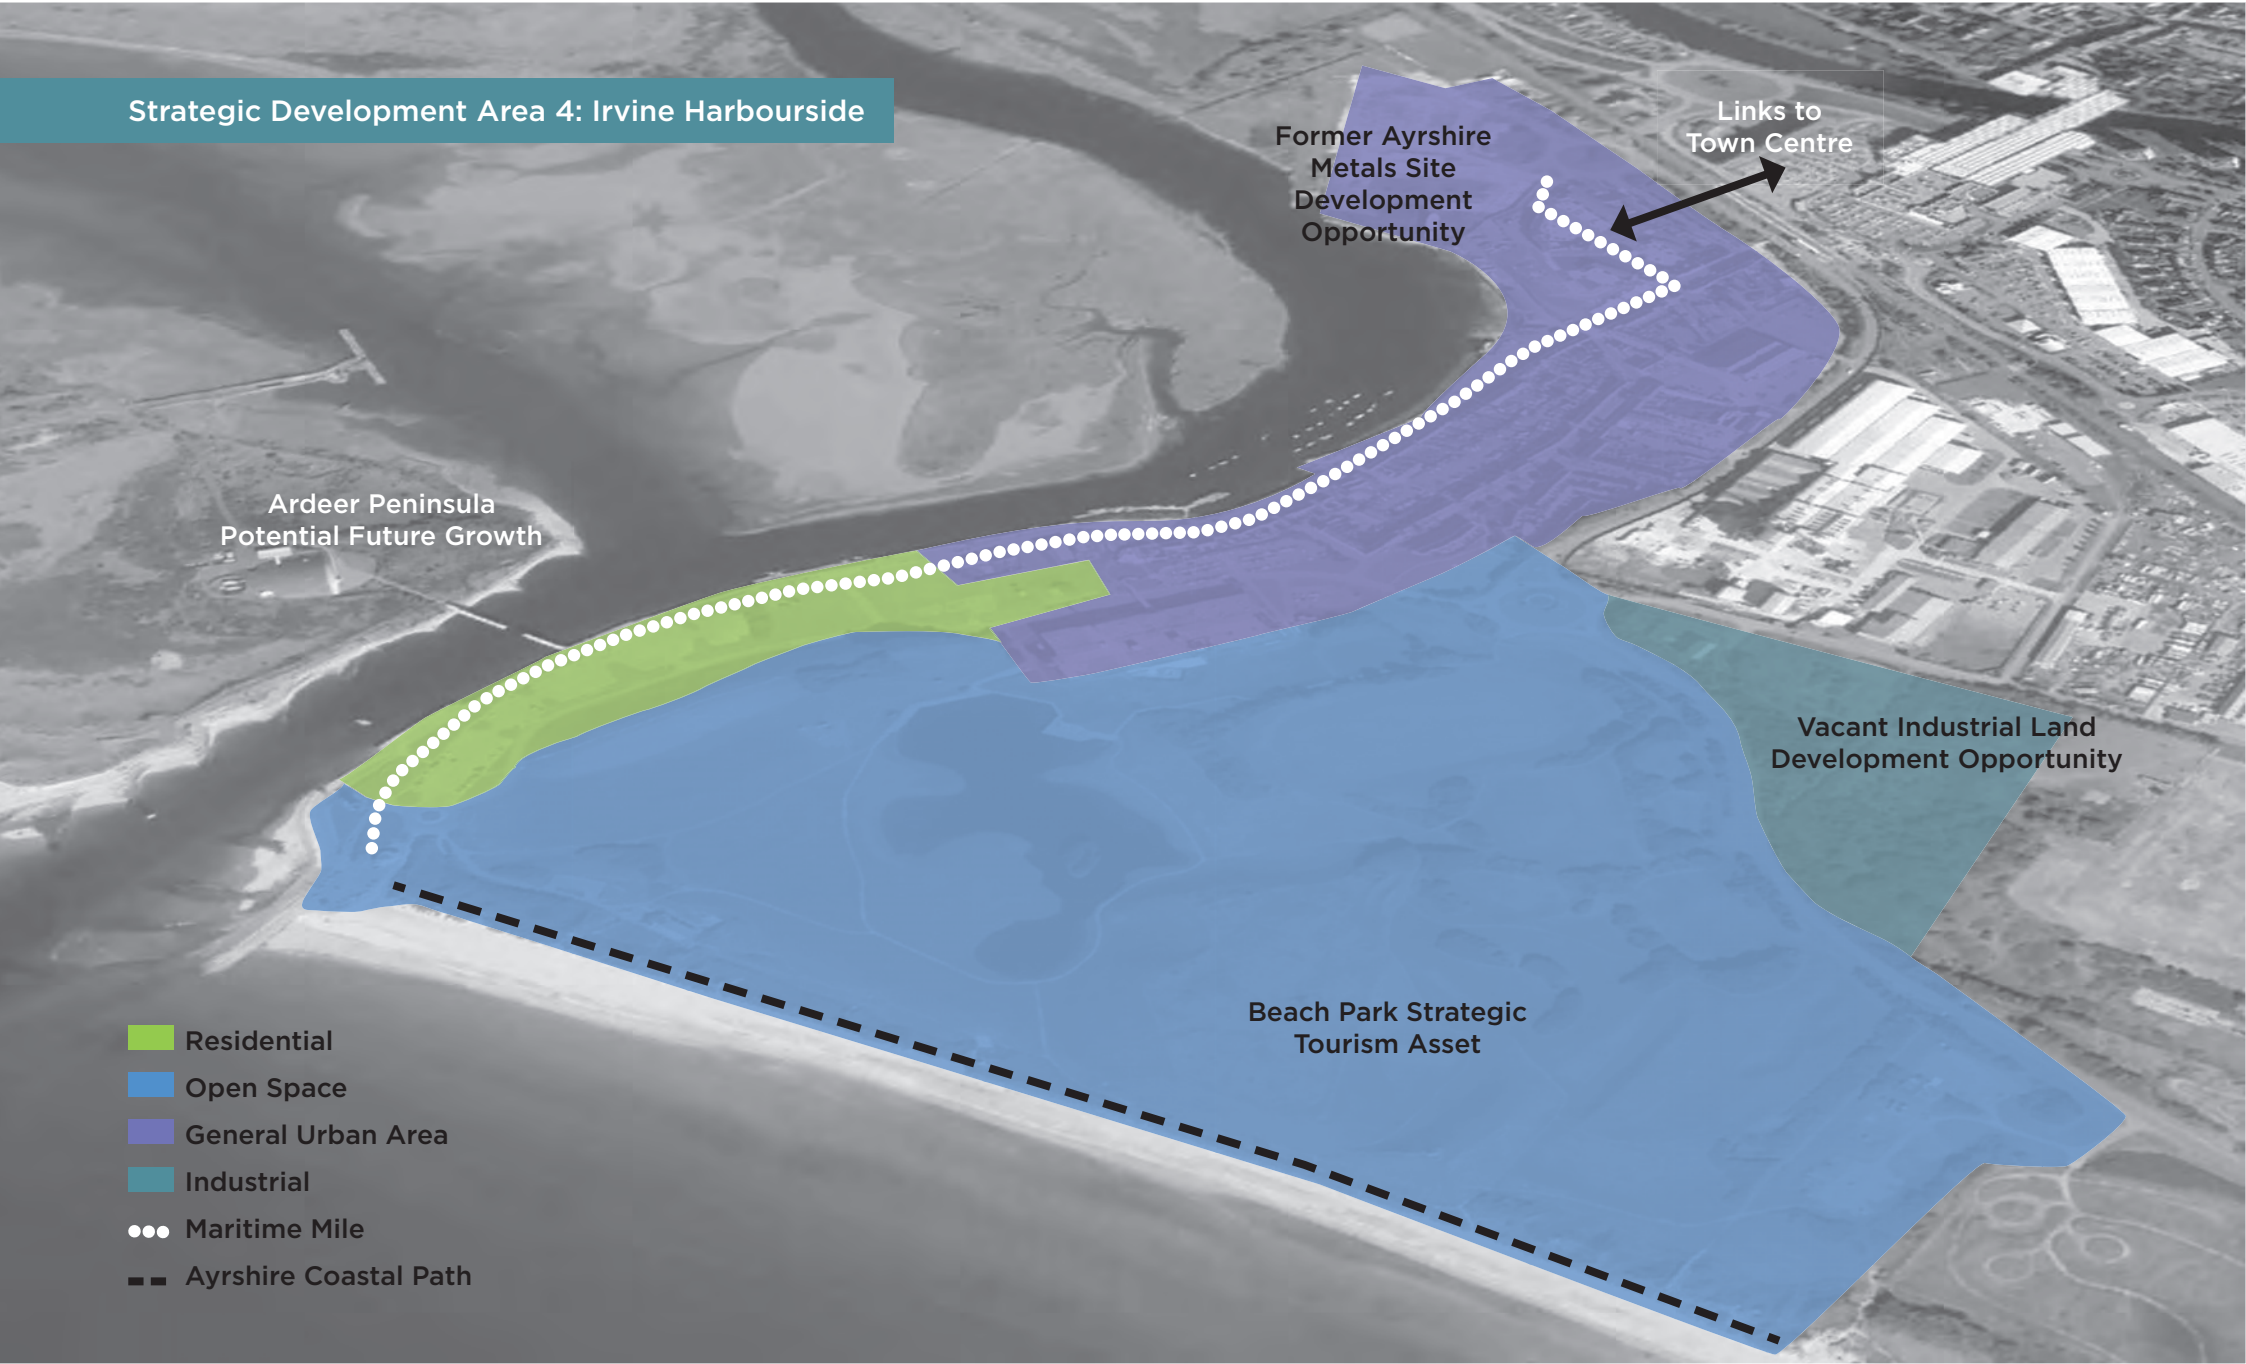 Strategic Development Area 4: Irvine Harbourside
Links to
Town Centre
Former Ayrshire
Metals Site
Development
Opportunity
Ardeer Peninsula
Potential Future Growth
Vacant Industrial Land
Development Opportunity
Beach Park Strategic
Tourism Asset
Residential
Open Space
General Urban Area
Industrial
Maritime Mile
Ayrshire Coastal Path